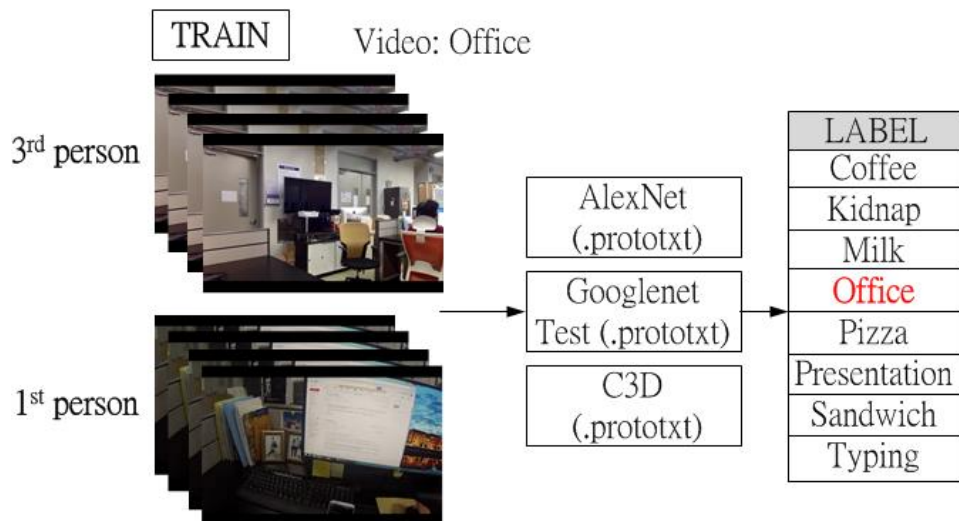 TRAIN
Video: Office
3rd person
1st person
AlexNet
(.prototxt)
Googlenet
Test (.prototxt)
C3D
(.prototxt)
LABEL
Coffee
Kidnap
Milk
Office
Pizza
Presentation
Sandwich
Typing